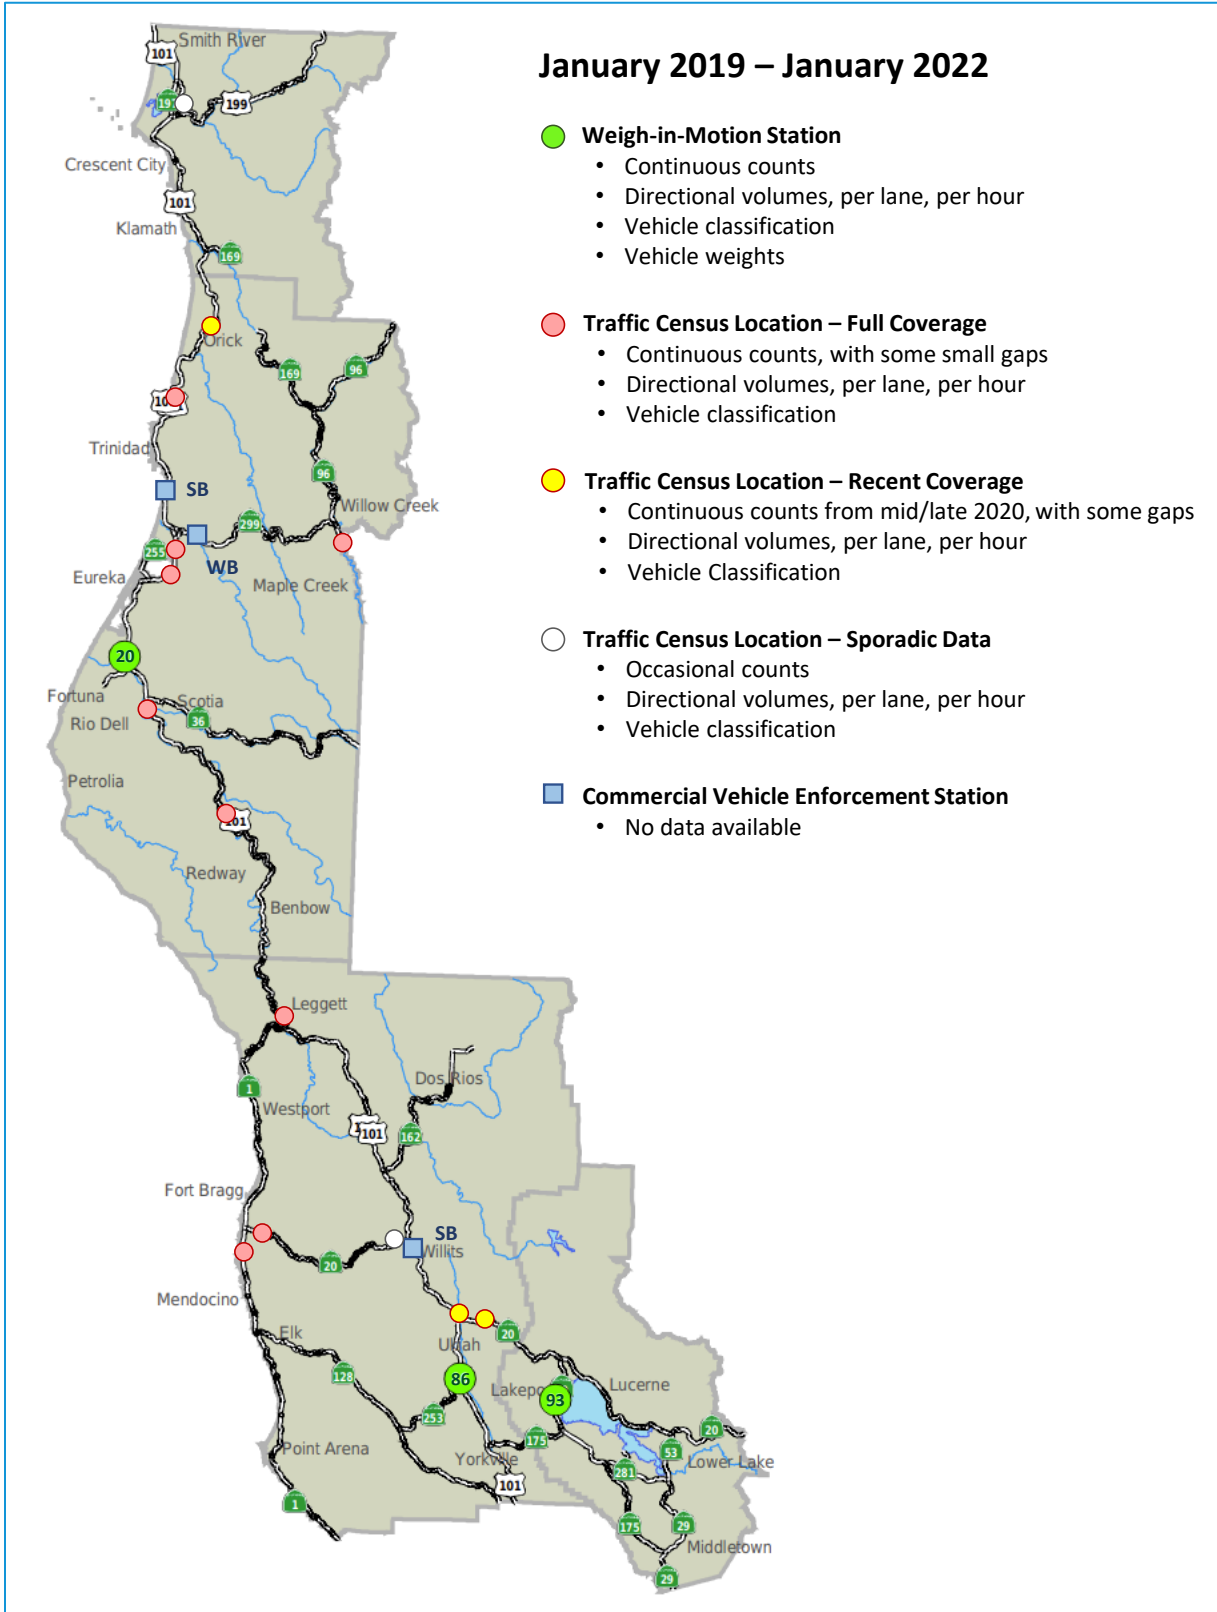 January 2019 – January 2022
Weigh-in-Motion Station
• Continuous counts
• Directional volumes, per lane, per hour
• Vehicle classification
• Vehicle weights
Traffic Census Location – Full Coverage
• Continuous counts, with some small gaps
• Directional volumes, per lane, per hour
• Vehicle classification
Traffic Census Location – Recent Coverage
• Continuous counts from mid/late 2020, with some gaps
• Directional volumes, per lane, per hour
• Vehicle Classification
Traffic Census Location – Sporadic Data
• Occasional counts
• Directional volumes, per lane, per hour
• Vehicle classification
Commercial Vehicle Enforcement Station
• No data available
Smith River
101
199
Crescent City
101
Klamath
169
Orick
169
96
Trinidad
96
SB
Willow Creek
299
255
WB
Eureka
Maple Creek
20
Fortuna
Scotia
36
Rio Dell
Petrolia
101
Redway
Benbow
Leggett
Dos Rios
1
Westport
101
162
Fort Bragg
SB
Willits
20
Mendocino
Elk
Ukiah
20
128
86
Lucerne
93
253
20
Point Arena
175
53
Yorkville
Lower Lake
281
101
1
175
29
Middletown
29